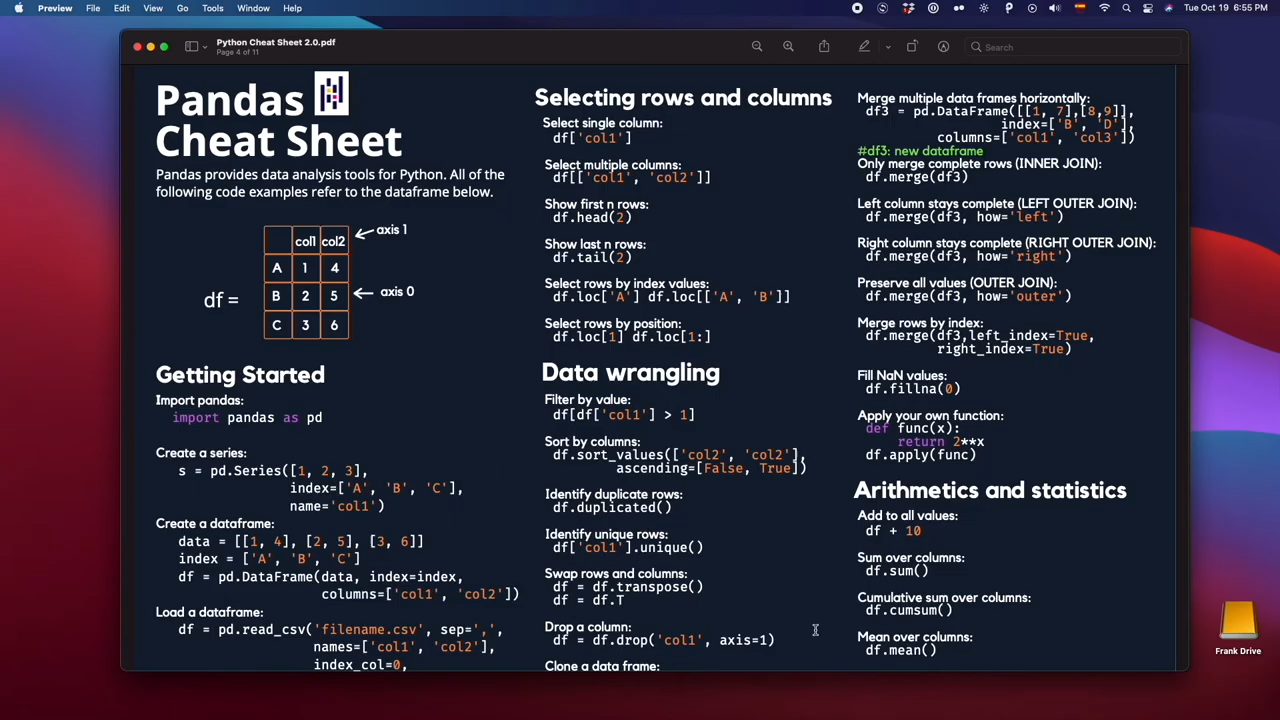 Preview File Edit View Go Tools Window Help
Tue Oct 19 6:55 PM
Python Cheat Sheet 2.0.pdf
Page 4 of 11
Search
Pandas
Cheat Sheet
Pandas provides data analysis tools for Python. All of the
following code examples refer to the dataframe below.
col1 col2
axis 1
A 1 4
df =
B 2 5
axis 0
C 3 6
Getting Started
Import pandas:
import pandas as pd
Create a series:
s = pd.Series([1, 2, 3],
index=['A', 'B', 'C'],
name='col1')
Create a dataframe:
data = [[1, 4], [2, 5], [3, 6]]
index = ['A', 'B', 'C']
df = pd.DataFrame(data, index=index,
columns=['col1', 'col2'])
Load a dataframe:
df = pd.read_csv('filename.csv', sep=',',
names=['col1', 'col2'],
index_col=0,
Selecting rows and columns
Select single column:
df['col1']
Select multiple columns:
df[['col1', 'col2']]
Show first n rows:
df.head(2)
Show last n rows:
df.tail(2)
Select rows by index values:
df.loc['A'] df.loc[['A', 'B']]
Select rows by position:
df.loc[1] df.loc[1:]
Data wrangling
Filter by value:
df[df['col1'] > 1]
Sort by columns:
df.sort_values(['col2', 'col2'],
ascending=[False, True])
Identify duplicate rows:
df.duplicated()
Identify unique rows:
df['col1'].unique()
Swap rows and columns:
df = df.transpose()
df = df.T
Drop a column:
df = df.drop('col1', axis=1)
Clone a data frame:
Merge multiple data frames horizontally:
df3 = pd.DataFrame([[1, 7],[8,9]],
index=['B', 'D'],
columns=['col1', 'col3'])
#df3: new dataframe
Only merge complete rows (INNER JOIN):
df.merge(df3)
Left column stays complete (LEFT OUTER JOIN):
df.merge(df3, how='left')
Right column stays complete (RIGHT OUTER JOIN):
df.merge(df3, how='right')
Preserve all values (OUTER JOIN):
df.merge(df3, how='outer')
Merge rows by index:
df.merge(df3,left_index=True,
right_index=True)
Fill NaN values:
df.fillna(0)
Apply your own function:
def func(x):
return 2**x
df.apply(func)
Arithmetics and statistics
Add to all values:
df + 10
Sum over columns:
df.sum()
Cumulative sum over columns:
df.cumsum()
Mean over columns:
df.mean()
Frank Drive